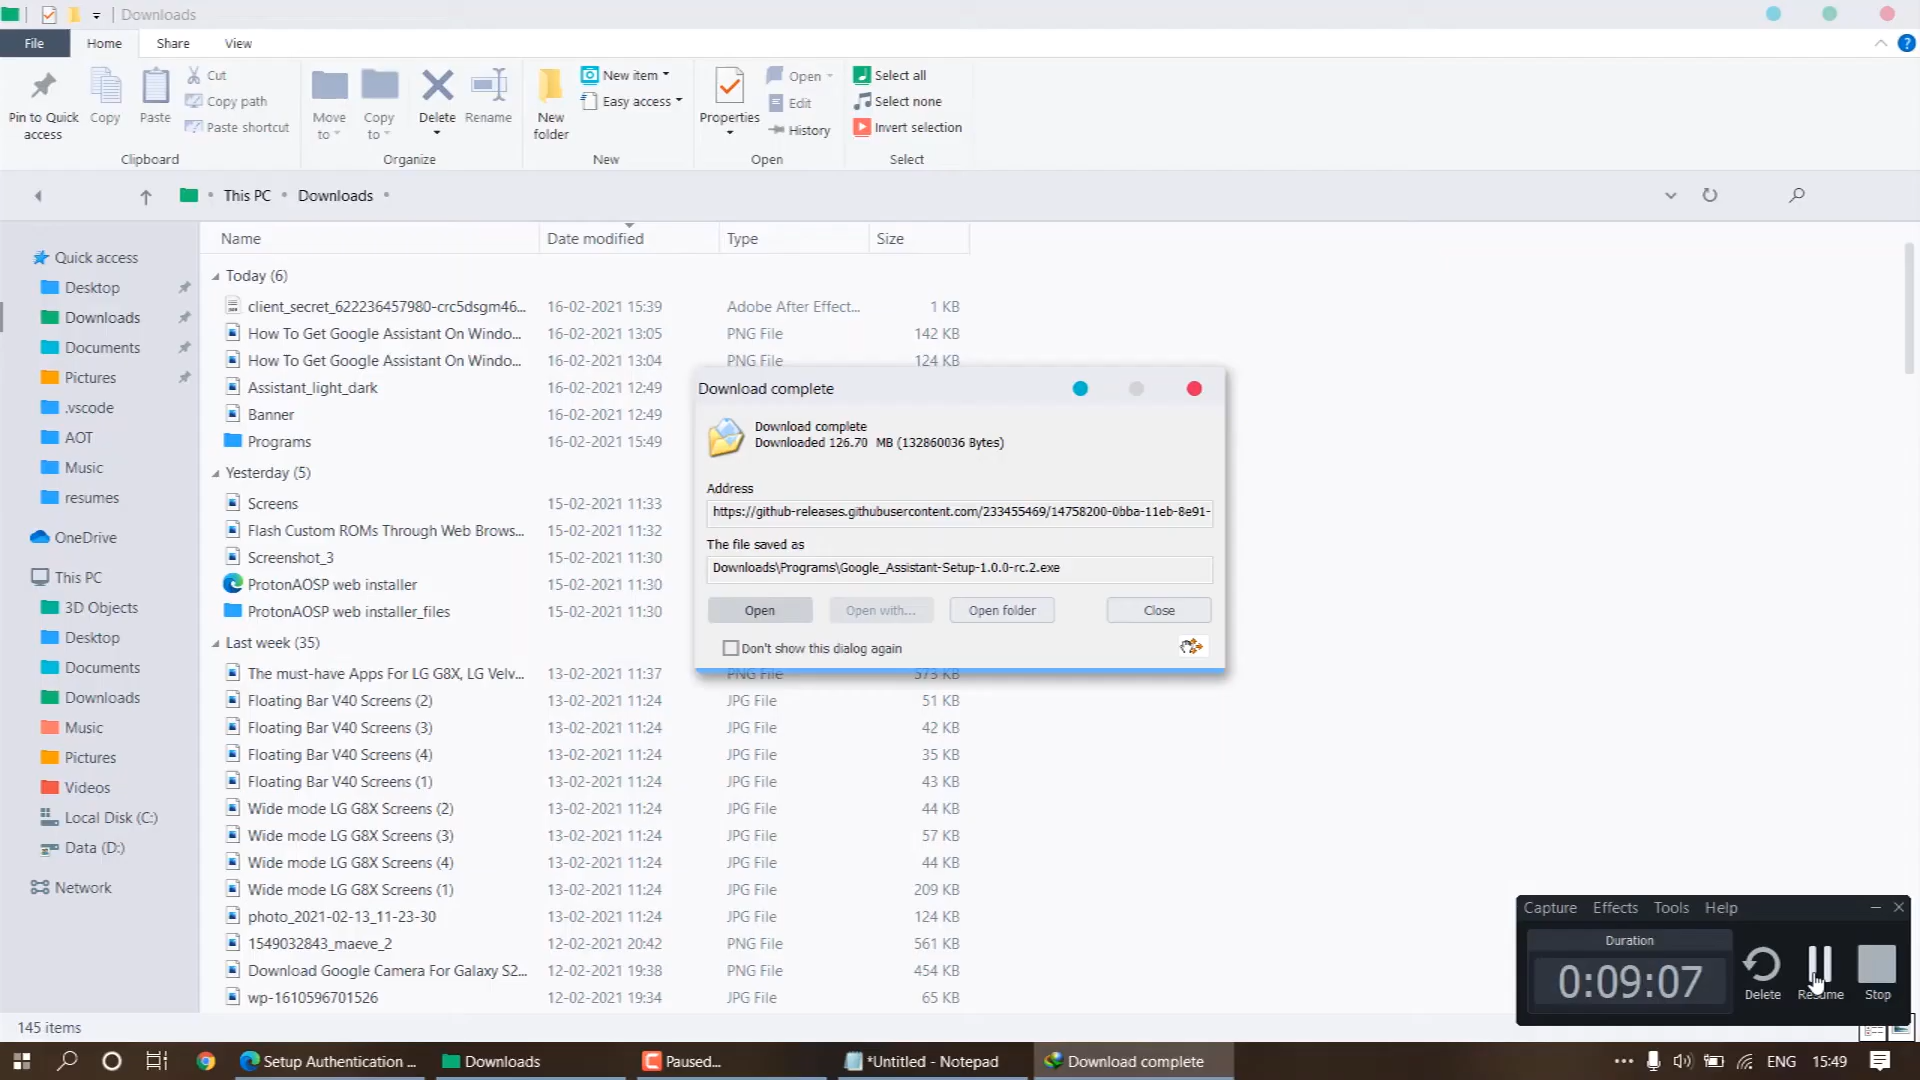 Downloads
File
Home
Share
View
Pin to Quick access
Copy
Paste
Cut
Copy path
Paste shortcut
Clipboard
Move to
Copy to
Delete
Rename
Organize
New folder
New item
Easy access
New
Properties
Open
Edit
History
Open
Select all
Select none
Invert selection
Select
This PC
Downloads
Name
Date modified
Type
Size
Quick access
Desktop
Downloads
Documents
Pictures
.vscode
AOT
Music
resumes
OneDrive
This PC
3D Objects
Desktop
Documents
Downloads
Music
Pictures
Videos
Local Disk (C:)
Data (D:)
Network
Today (6)
client_secret_622236457980-crc5dsgm46... 16-02-2021 15:39 Adobe After Effect... 1 KB
How To Get Google Assistant On Windo... 16-02-2021 13:05 PNG File 142 KB
How To Get Google Assistant On Windo... 16-02-2021 13:04 PNG File 124 KB
Assistant_light_dark 16-02-2021 12:49
Banner 16-02-2021 12:49
Programs 16-02-2021 15:49
Yesterday (5)
Screens 15-02-2021 11:33
Flash Custom ROMs Through Web Brows... 15-02-2021 11:32
Screenshot_3 15-02-2021 11:30
ProtonAOSP web installer 15-02-2021 11:30
ProtonAOSP web installer_files 15-02-2021 11:30
Last week (35)
The must-have Apps For LG G8X, LG Velv... 13-02-2021 11:37 PNG File 573 KB
Floating Bar V40 Screens (2) 13-02-2021 11:24 JPG File 51 KB
Floating Bar V40 Screens (3) 13-02-2021 11:24 JPG File 42 KB
Floating Bar V40 Screens (4) 13-02-2021 11:24 JPG File 35 KB
Floating Bar V40 Screens (1) 13-02-2021 11:24 JPG File 43 KB
Wide mode LG G8X Screens (2) 13-02-2021 11:24 JPG File 44 KB
Wide mode LG G8X Screens (3) 13-02-2021 11:24 JPG File 57 KB
Wide mode LG G8X Screens (4) 13-02-2021 11:24 JPG File 44 KB
Wide mode LG G8X Screens (1) 13-02-2021 11:24 JPG File 209 KB
photo_2021-02-13_11-23-30 13-02-2021 11:24 JPG File 124 KB
1549032843_maeve_2 12-02-2021 20:42 PNG File 561 KB
Download Google Camera For Galaxy S2... 12-02-2021 19:38 PNG File 454 KB
wp-1610596701526 12-02-2021 19:34 JPG File 65 KB
145 items
Download complete
Download complete
Downloaded 126.70 MB (132860036 Bytes)
Address
https://github-releases.githubusercontent.com/233455469/14758200-0bba-11eb-8e91-
The file saved as
Downloads\Programs\Google_Assistant-Setup-1.0.0-rc.2.exe
Open
Open with...
Open folder
Close
Don't show this dialog again
Capture Effects Tools Help
Duration
0:09:07
Delete
Resume
Stop
Setup Authentication ...
Downloads
Paused...
*Untitled - Notepad
Download complete
ENG
15:49